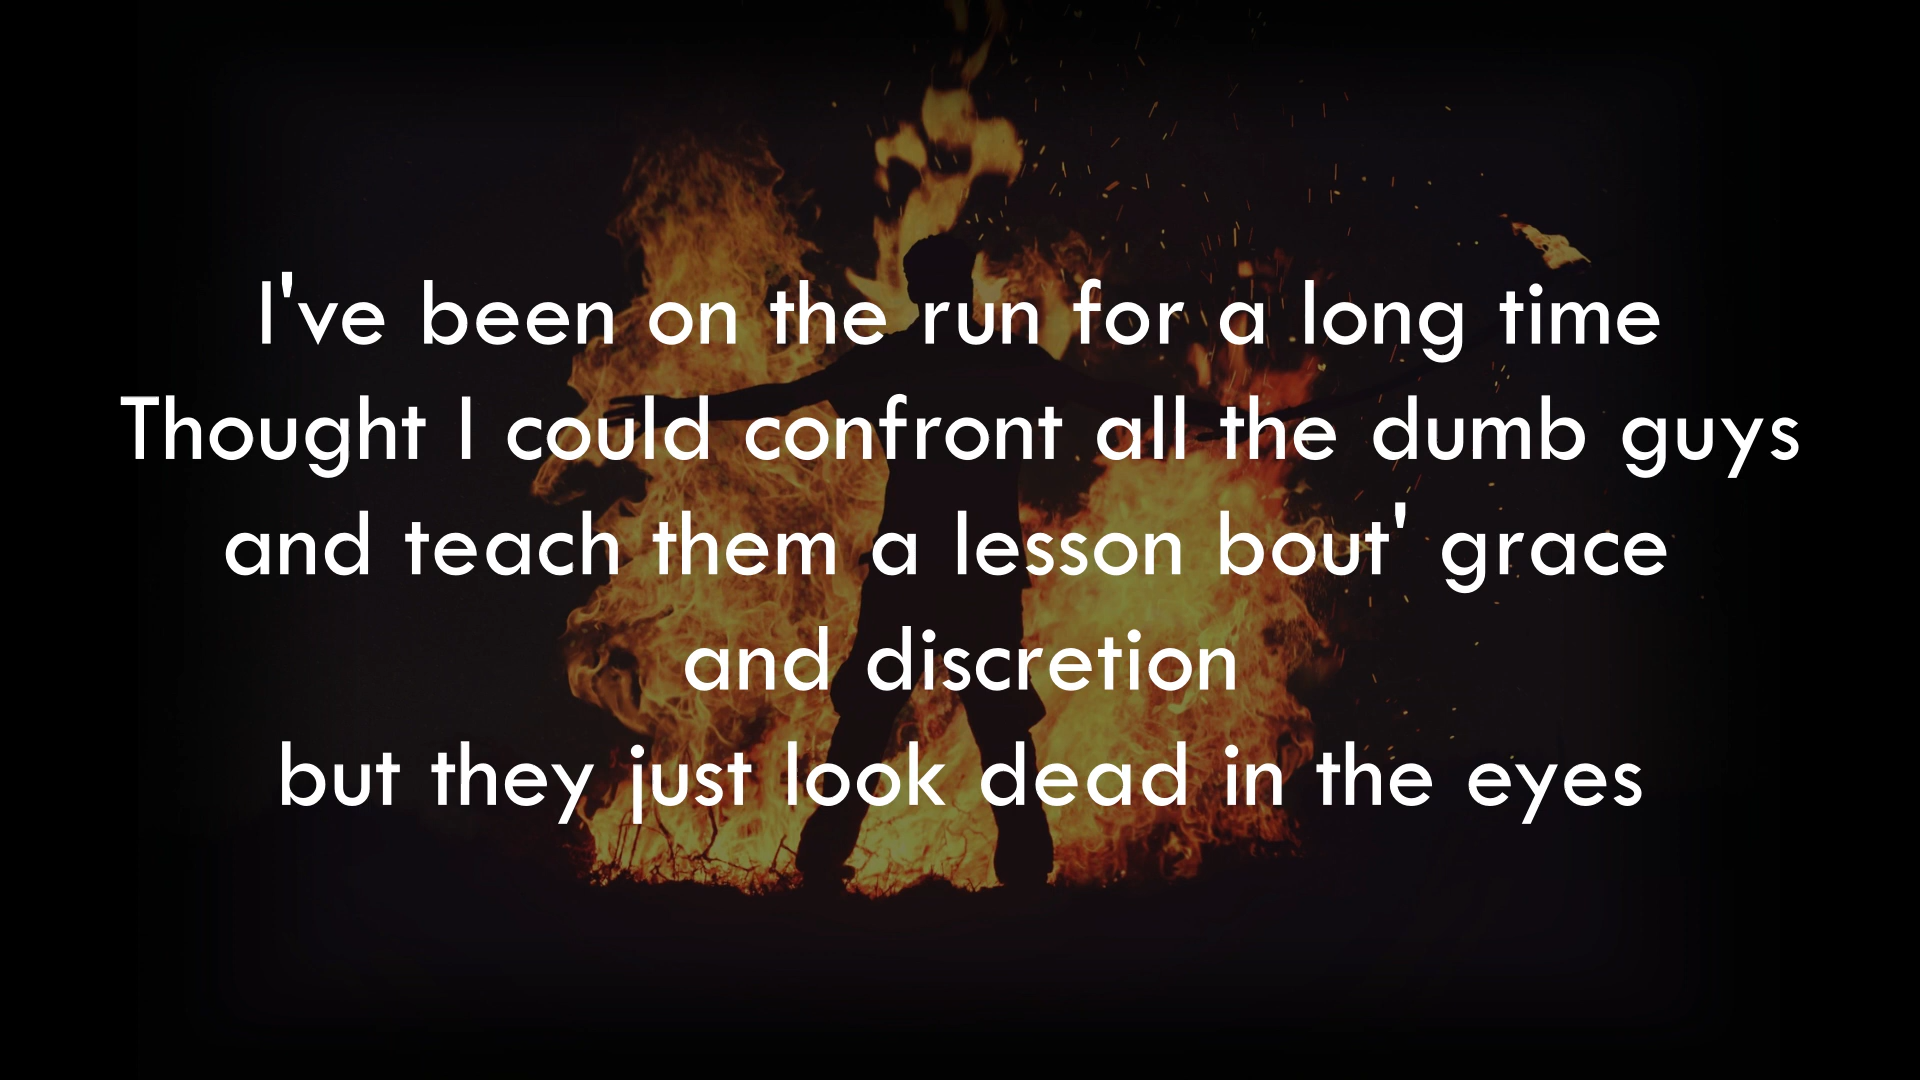 I've been on the run for a long time
Thought I could confront all the dumb guys
and teach them a lesson bout' grace
and discretion
but they just look dead in the eyes